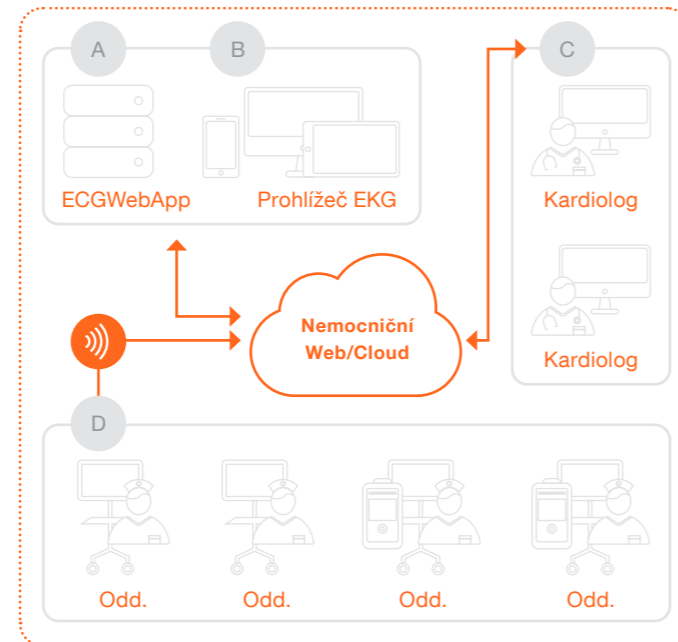 A
B
C
ECGWebApp
Prohlížeč EKG
Kardiolog
Nemocniční
Web/Cloud
Kardiolog
D
Odd.
Odd.
Odd.
Odd.